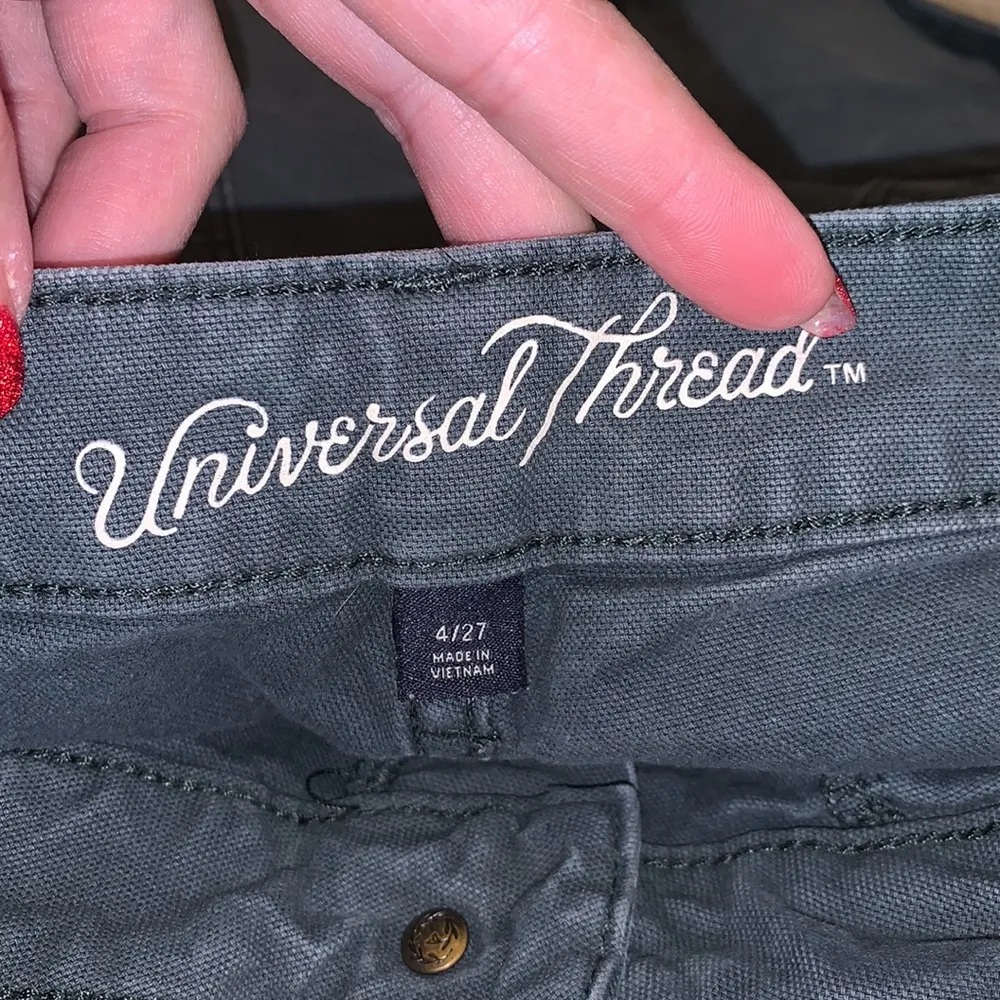 Universal Thread™
4/27
MADE IN
VIETNAM